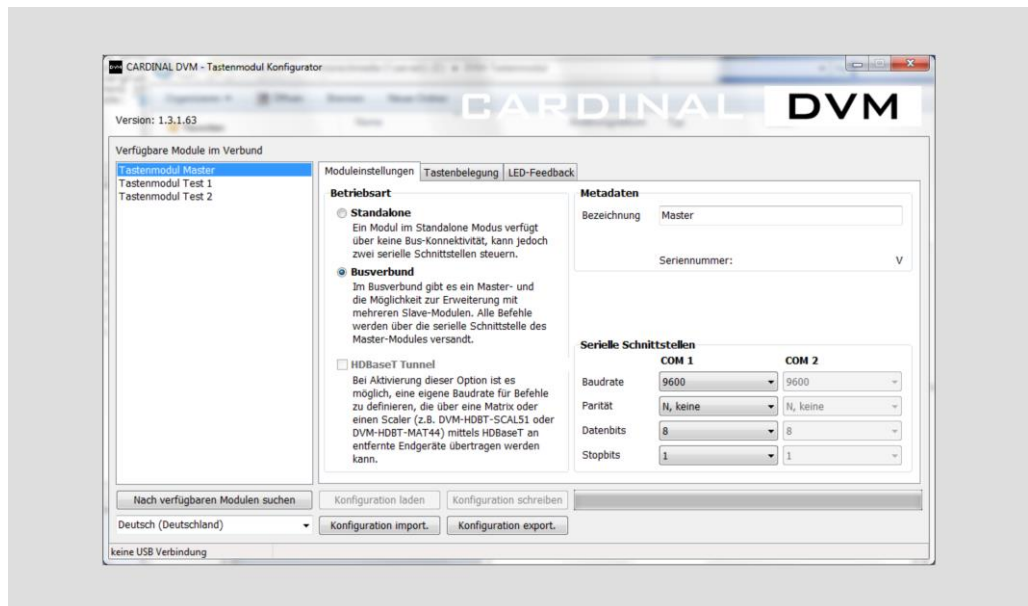 CARDINAL DVM - Tastenmodul Konfigurator
CARDINAL DVM
Version: 1.3.1.63
Verfügbare Module im Verbund
Tastenmodul Master
Tastenmodul Test 1
Tastenmodul Test 2
Moduleinstellungen Tastenbelegung LED-Feedback
Betriebsart
Standalone
Ein Modul im Standalone Modus verfügt
über keine Bus-Konnektivität, kann jedoch
zwei serielle Schnittstellen steuern.
Busverbund
Im Busverbund gibt es ein Master- und
die Möglichkeit zur Erweiterung mit
mehreren Slave-Modulen. Alle Befehle
werden über die serielle Schnittstelle des
Master-Modules versandt.
HDBaseT Tunnel
Bei Aktivierung dieser Option ist es
möglich, eine eigene Baudrate für Befehle
zu definieren, die über eine Matrix oder
einen Scaler (z.B. DVM-HDBT-SCAL51 oder
DVM-HDBT-MAT44) mittels HDBaseT an
entfernte Endgeräte übertragen werden
kann.
Metadaten
Bezeichnung Master
Seriennummer: V
Serielle Schnittstellen
COM 1 COM 2
Baudrate 9600 9600
Parität N, keine N, keine
Datenbits 8 8
Stopbits 1 1
Nach verfügbaren Modulen suchen Konfiguration laden Konfiguration schreiben
Deutsch (Deutschland) Konfiguration import. Konfiguration export.
keine USB Verbindung